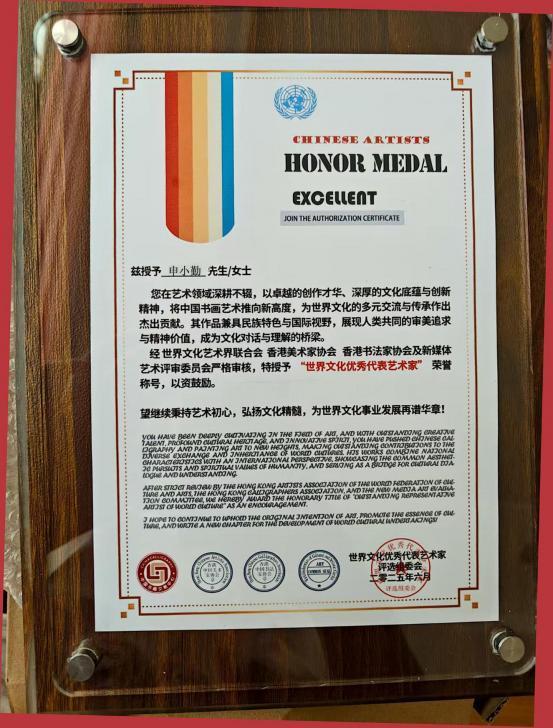 CHINESE ARTISTS
HONOR MEDAL
EXCELLENT
JOIN THE AUTHORIZATION CERTIFICATE
兹授予 申小勤 先生/女士
您在艺术领域深耕不辍，以卓越的创作才华、深厚的文化底蕴与创新
精神，将中国书画艺术推向新高度，为世界文化的多元交流与传承作出
杰出贡献。其作品兼具民族特色与国际视野，展现人类共同的审美追求
与精神价值，成为文化对话与理解的桥梁。
经 世界文化艺术界联合会 香港美术家协会 香港书法家协会及新媒体
艺术评审委员会严格审核，特授予 “世界文化优秀代表艺术家” 荣誉
称号，以资鼓励。
望继续秉持艺术初心，弘扬文化精髓，为世界文化事业发展再谱华章！
YOU HAVE BEEN DEEPLY CULTIVATING IN THE FIELD OF ART, AND WITH OUTSTANDING CREATIVE
TALENT, PROFOUND CULTURAL HERITAGE, AND INNOVATIVE SPIRIT, YOU HAVE PUSHED CHINESE CAL-
LIGRAPHY AND PAINTING ART TO NEW HEIGHTS, MAKING OUTSTANDING CONTRIBUTIONS TO THE
DIVERSE EXCHANGE AND INHERITANCE OF WORLD CULTURES. HIS WORKS COMBINE NATIONAL
CHARACTERISTICS WITH AN INTERNATIONAL PERSPECTIVE, SHOWCASING THE COMMON AESTHET-
IC PURSUITS AND SPIRITUAL VALUES OF HUMANITY, AND SERVING AS A BRIDGE FOR CULTURAL DIA-
LOGUE AND UNDERSTANDING.
AFTER STRICT REVIEW BY THE HONG KONG ARTISTS ASSOCIATION OF THE WORLD FEDERATION OF CUL-
TURE AND ARTS, THE HONG KONG CALLIGRAPHERS ASSOCIATION, AND THE NEW MEDIA ART EVALUA-
TION COMMITTEE, WE HEREBY AWARD THE HONORARY TITLE OF "OUTSTANDING REPRESENTATIVE
ARTIST OF WORLD CULTURE" AS AN ENCOURAGEMENT.
I HOPE TO CONTINUE TO UPHOLD THE ORIGINAL INTENTION OF ART, PROMOTE THE ESSENCE OF CUL-
TURE, AND WRITE A NEW CHAPTER FOR THE DEVELOPMENT OF WORLD CULTURAL UNDERTAKINGS!
世界文化优秀代表艺术家
评选组委会
二零二五年六月
评选组委会